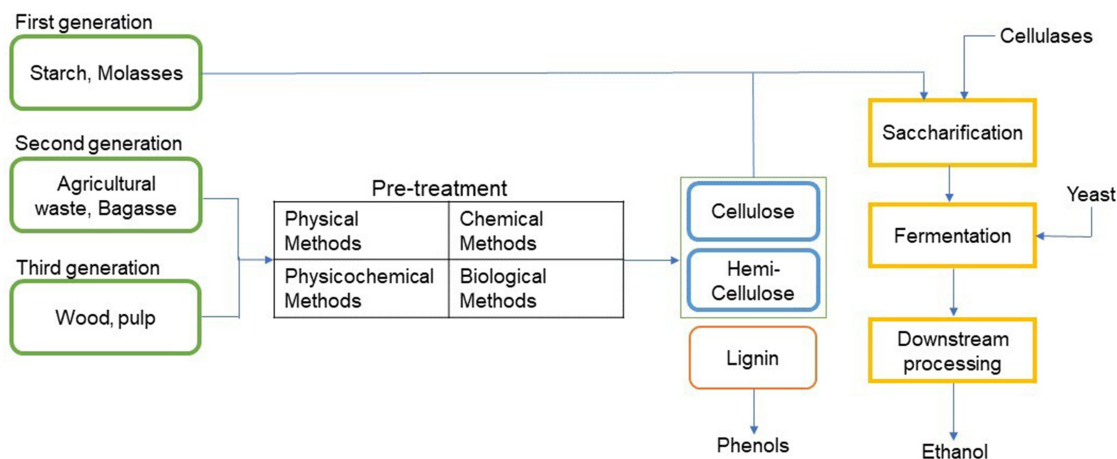 First generation
Starch, Molasses
Second generation
Agricultural
waste, Bagasse
Third generation
Wood, pulp
Pre-treatment
Physical
Methods
Chemical
Methods
Physicochemical
Methods
Biological
Methods
Cellulose
Hemi-
Cellulose
Lignin
Phenols
Cellulases
Saccharification
Yeast
Fermentation
Downstream
processing
Ethanol